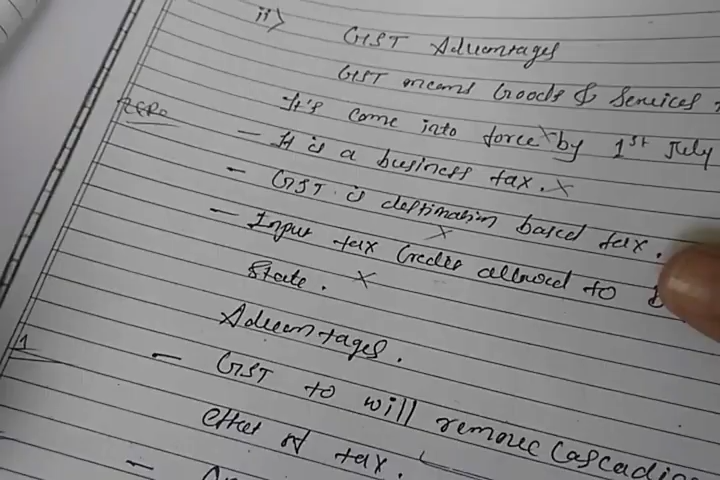 ii)
GST Advantages
GST means Goods & Services
ZERO
It's come into force by 1st July
- It is a business tax.
- GST is destination based tax.
- Input tax Credit allowed to
State.
Advantages.
1
- GST to will remove Cascading
effect of tax.
-